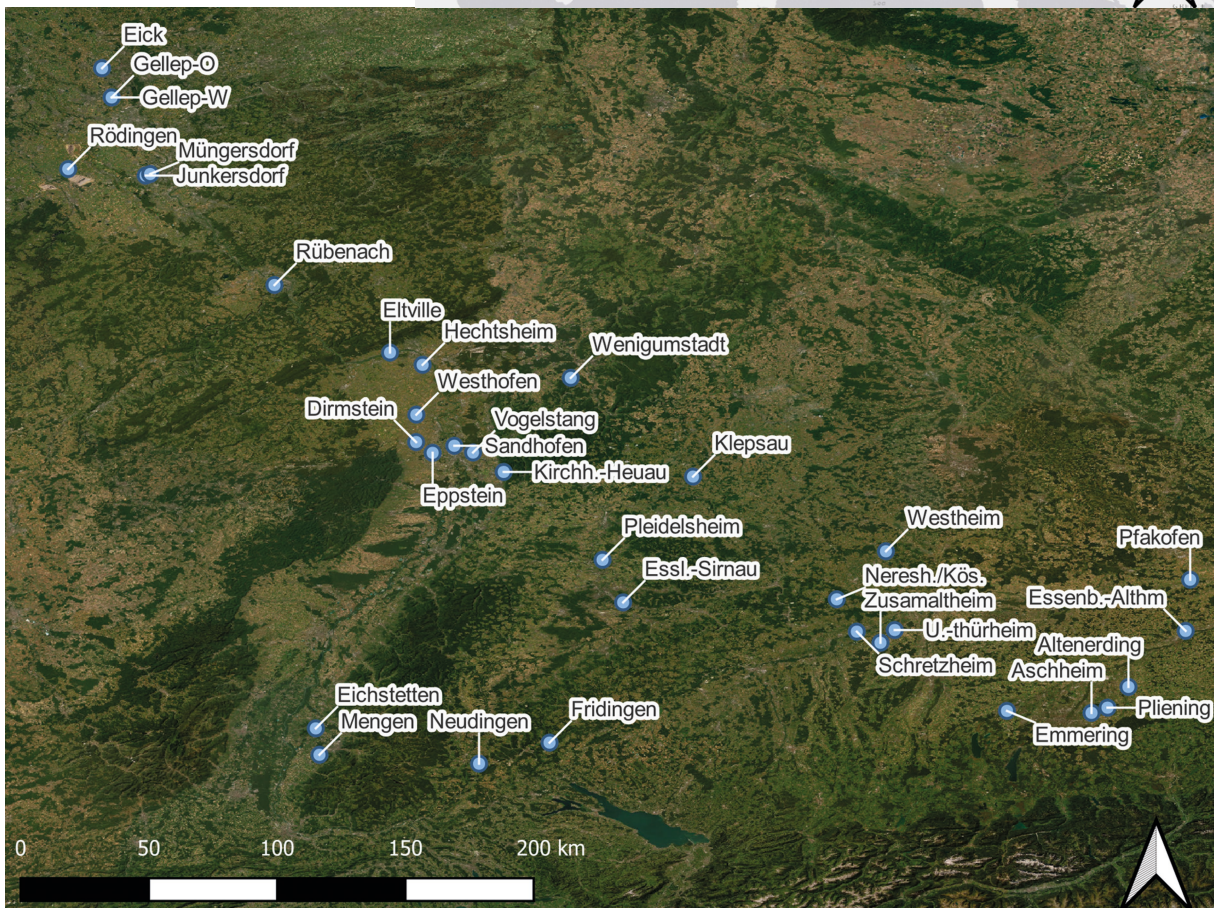 Eick
Gellep-O
Gellep-W
Rödingen
Müngersdorf
Junkersdorf
Rübenach
Eltville
Hechtsheim
Wenigumstadt
Westhofen
Dirmstein
Vogelstang
Sandhofen
Klepsau
Kirchh.-Heuau
Eppstein
Pleidelsheim
Westheim
Pfakofen
Essl.-Sirnau
Neresh./Kös.
Zusamaltheim
Essenb.-Althm
U.-thürheim
Altenerding
Schretzheim
Aschheim
Eichstetten
Mengen
Neudingen
Fridingen
Pliening
Emmering
0 50 100 150 200 km